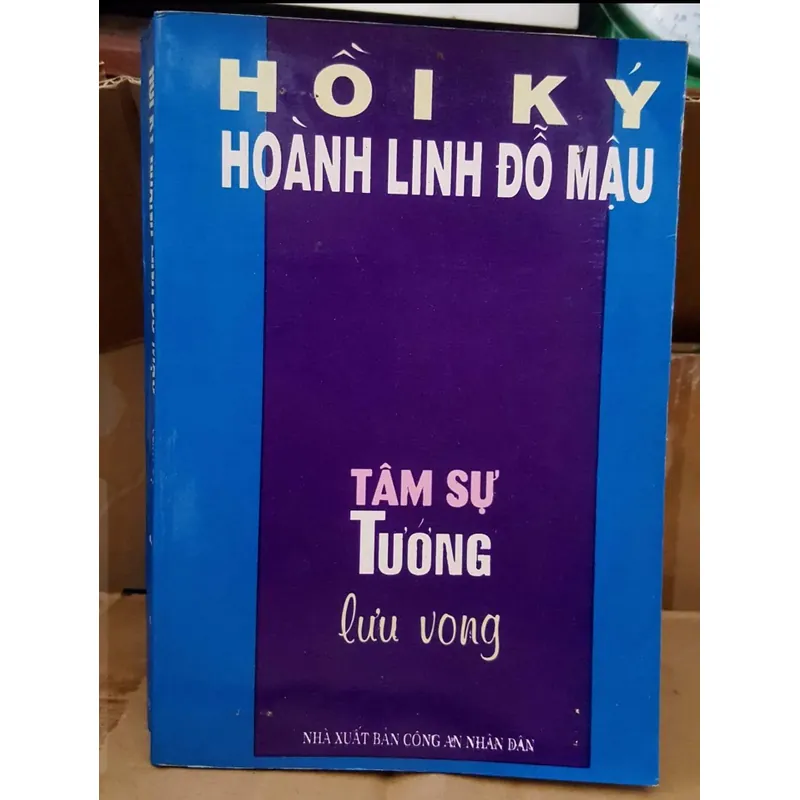 HỒI KÝ
HOÀNH LINH ĐỖ MẬU
TÂM SỰ
TƯỚNG
lưu vong
NHÀ XUẤT BẢN CÔNG AN NHÂN DÂN